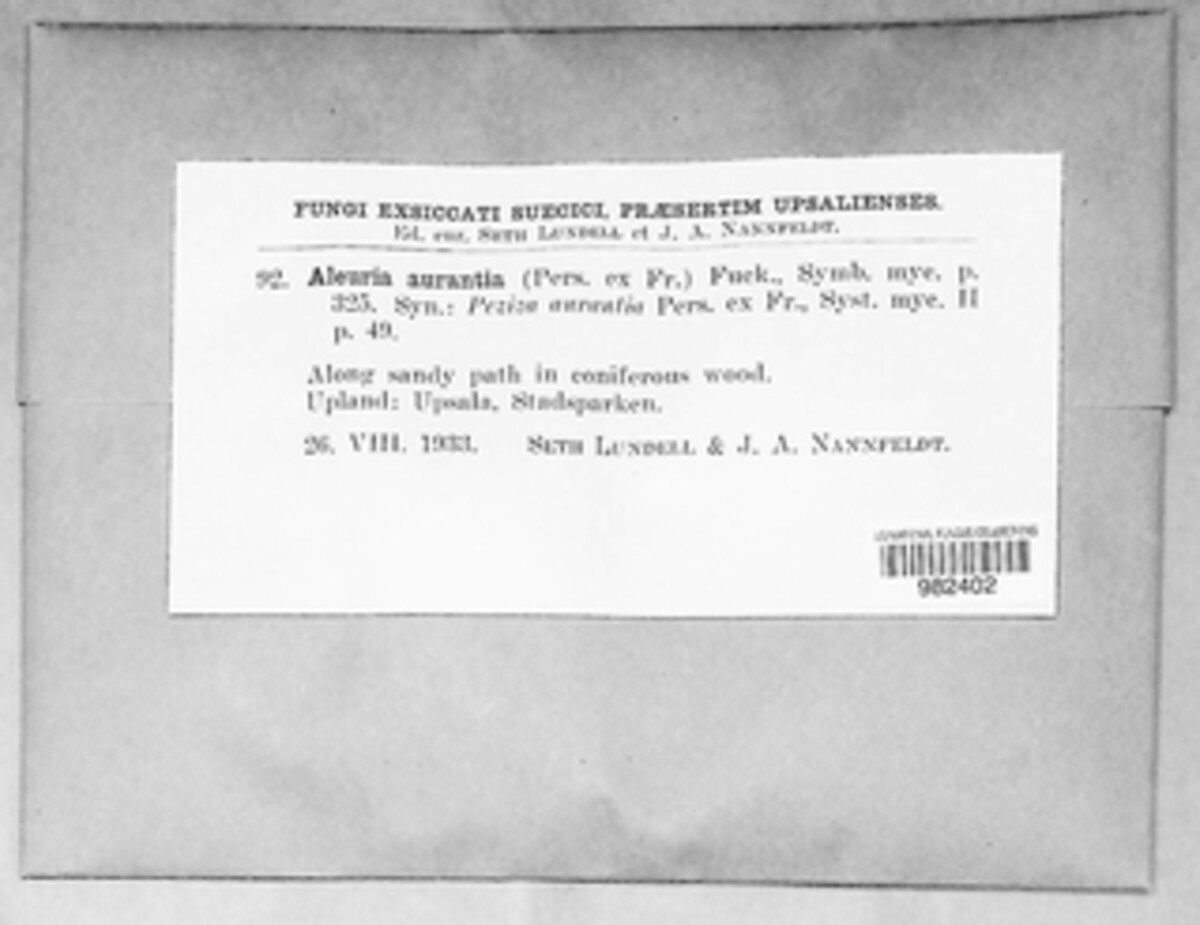 FUNGI EXSICCATI SUECICI, PRÆSERTIM UPSALIENSES.
Ed. cur. SETH LUNDELL et J. A. NANNFELDT.
92. Aleuria aurantia (Pers. ex Fr.) Fuck., Symb. myc. p.
325. Syn.: Peziza aurantia Pers. ex Fr., Syst. myc. II
p. 49.
Along sandy path in coniferous wood.
Upland: Upsala, Stadsparken.
26. VIII. 1933. SETH LUNDELL & J. A. NANNFELDT.
982402